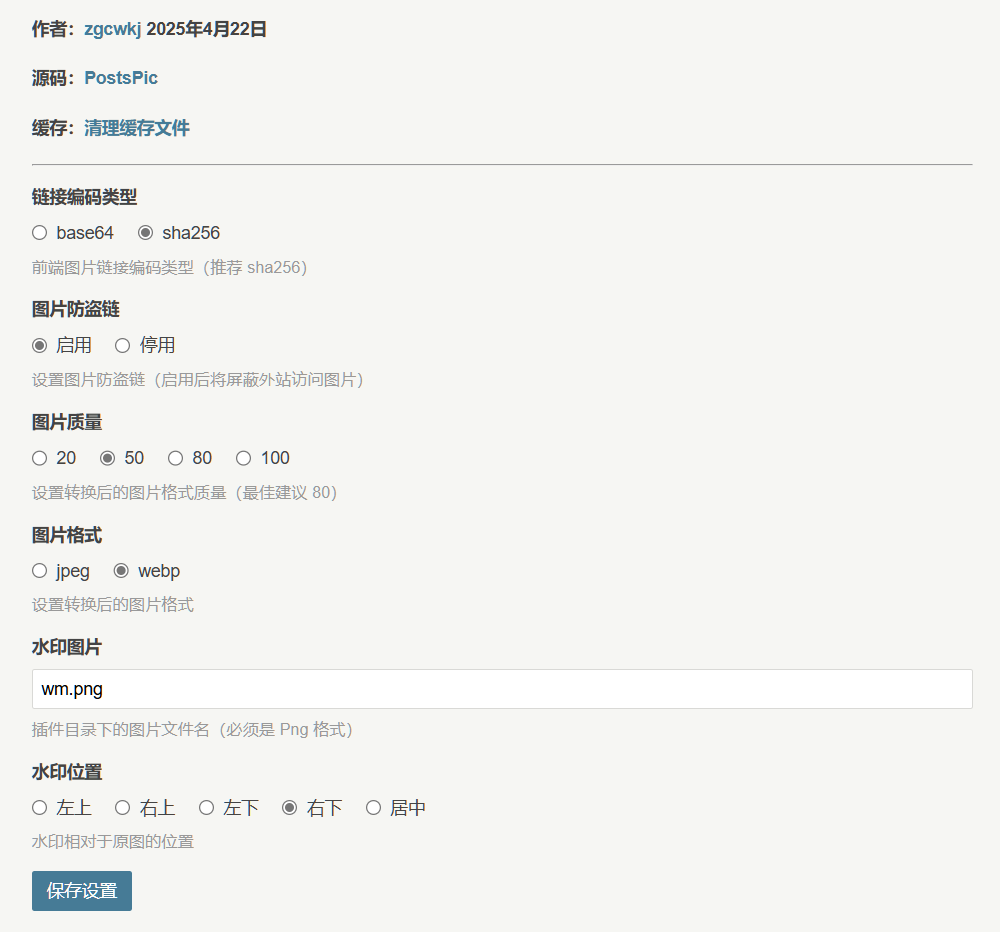 作者：zgcwkj 2025年4月22日
源码：PostsPic
缓存：清理缓存文件
链接编码类型
base64 sha256
前端图片链接编码类型（推荐 sha256）
图片防盗链
启用 停用
设置图片防盗链（启用后将屏蔽外站访问图片）
图片质量
20 50 80 100
设置转换后的图片格式质量（最佳建议 80）
图片格式
jpeg webp
设置转换后的图片格式
水印图片
wm.png
插件目录下的图片文件名（必须是 Png 格式）
水印位置
左上 右上 左下 右下 居中
水印相对于原图的位置
保存设置